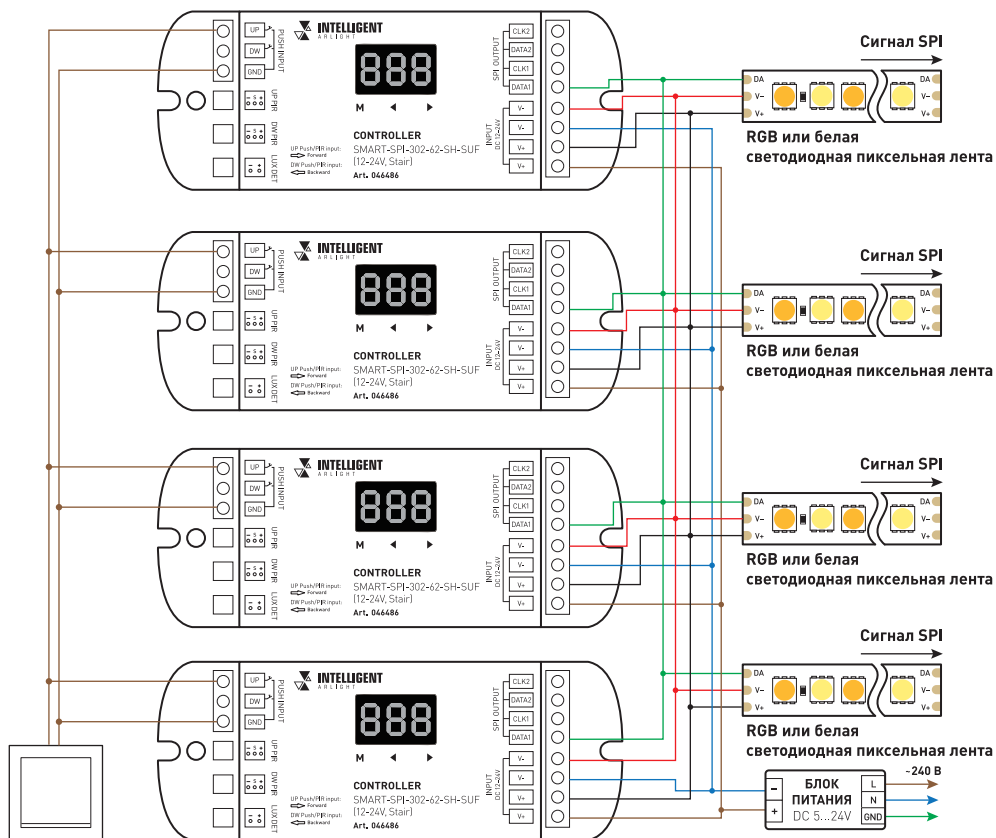 INTELLIGENT
ARLIGHT
UP
DW
GND
PUSH INPUT
UP PIR
- S +
DW PIR
- S +
LUX DET
- +
888
M ◄ ►
CONTROLLER
SMART-SPI-302-62-SH-SUF
(12-24V, Stair)
Art. 046486
UP Push/PIR input:
Forward
DW Push/PIR input:
Backward
SPI OUTPUT
CLK2
DATA2
CLK1
DATA1
INPUT
DC 12-24V
V-
V-
V+
V+
Сигнал SPI
DA
V-
V+
RGB или белая
светодиодная пиксельная лента
INTELLIGENT
ARLIGHT
UP
DW
GND
PUSH INPUT
UP PIR
- S +
DW PIR
- S +
LUX DET
- +
888
M ◄ ►
CONTROLLER
SMART-SPI-302-62-SH-SUF
(12-24V, Stair)
Art. 046486
UP Push/PIR input:
Forward
DW Push/PIR input:
Backward
SPI OUTPUT
CLK2
DATA2
CLK1
DATA1
INPUT
DC 12-24V
V-
V-
V+
V+
Сигнал SPI
DA
V-
V+
RGB или белая
светодиодная пиксельная лента
INTELLIGENT
ARLIGHT
UP
DW
GND
PUSH INPUT
UP PIR
- S +
DW PIR
- S +
LUX DET
- +
888
M ◄ ►
CONTROLLER
SMART-SPI-302-62-SH-SUF
(12-24V, Stair)
Art. 046486
UP Push/PIR input:
Forward
DW Push/PIR input:
Backward
SPI OUTPUT
CLK2
DATA2
CLK1
DATA1
INPUT
DC 12-24V
V-
V-
V+
V+
Сигнал SPI
DA
V-
V+
RGB или белая
светодиодная пиксельная лента
INTELLIGENT
ARLIGHT
UP
DW
GND
PUSH INPUT
UP PIR
- S +
DW PIR
- S +
LUX DET
- +
888
M ◄ ►
CONTROLLER
SMART-SPI-302-62-SH-SUF
(12-24V, Stair)
Art. 046486
UP Push/PIR input:
Forward
DW Push/PIR input:
Backward
SPI OUTPUT
CLK2
DATA2
CLK1
DATA1
INPUT
DC 12-24V
V-
V-
V+
V+
Сигнал SPI
DA
V-
V+
RGB или белая
светодиодная пиксельная лента
~240 В
БЛОК
ПИТАНИЯ
DC 5...24V
-
+
L
N
GND